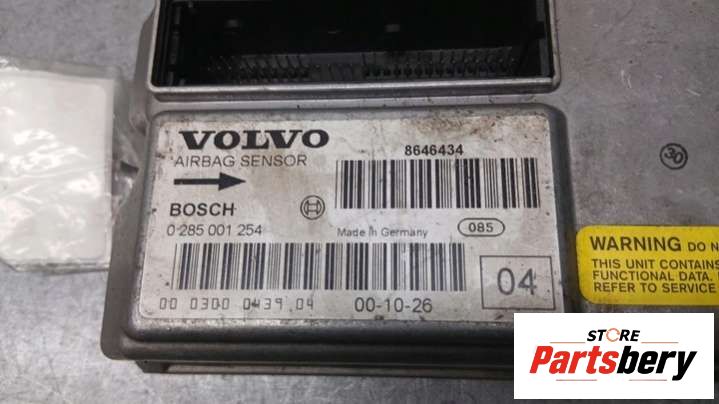 VOLVO
AIRBAG SENSOR
8646434
BOSCH
0 285 001 254
Made in Germany
085
00 0300 0439 04
00-10-26
04
30
WARNING DO N
THIS UNIT CONTAINS
FUNCTIONAL DATA.
REFER TO SERVICE
STORE
Partsbery